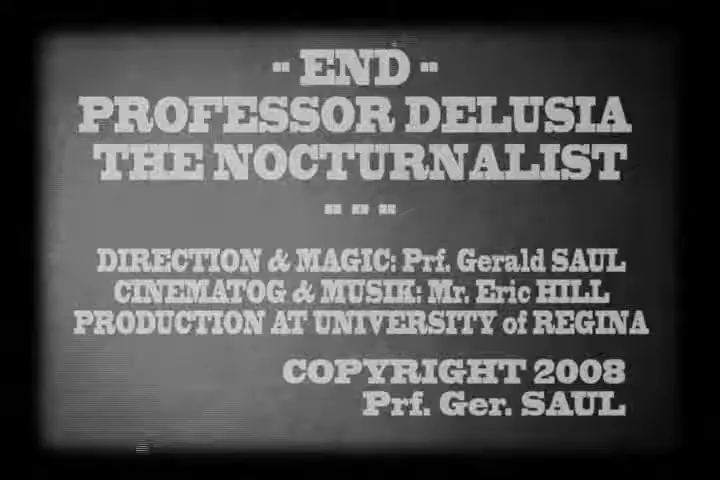 -- END --
PROFESSOR DELUSIA
THE NOCTURNALIST
-- -- --
DIRECTION & MAGIC: Prf. Gerald SAUL
CINEMATOG & MUSIK: Mr. Eric HILL
PRODUCTION AT UNIVERSITY of REGINA
COPYRIGHT 2008
Prf. Ger. SAUL